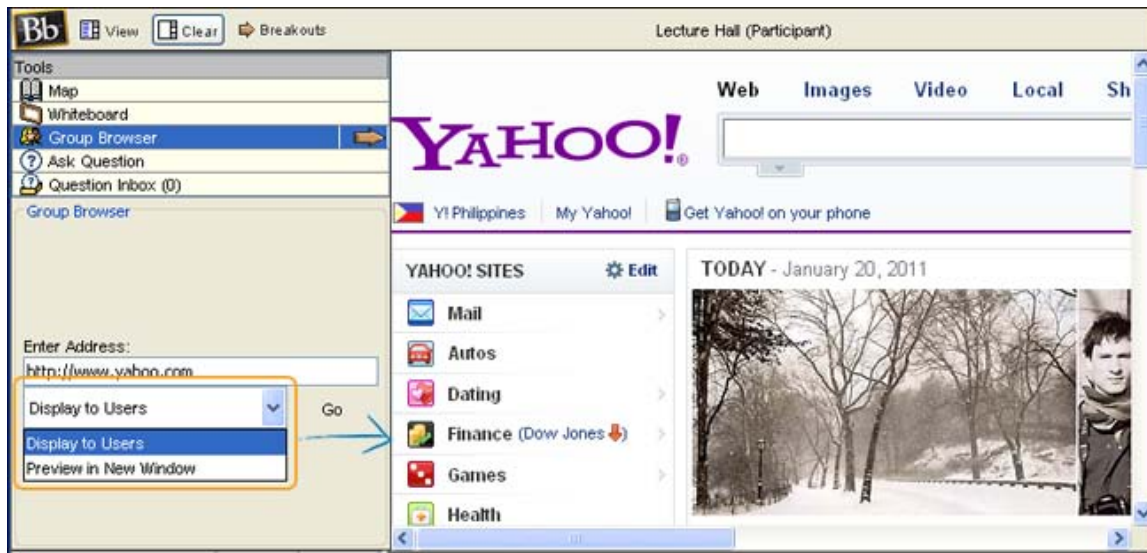 Bb View Clear Breakouts Lecture Hall (Participant)
Tools
Map
Whiteboard
Group Browser
Ask Question
Question Inbox (0)
Group Browser
Enter Address:
http://www.yahoo.com
Display to Users Go
Display to Users
Preview in New Window
Web Images Video Local Sh
YAHOO!®
Y! Philippines My Yahoo! Get Yahoo! on your phone
YAHOO! SITES Edit
Mail
Autos
Dating
Finance (Dow Jones)
Games
Health
TODAY - January 20, 2011